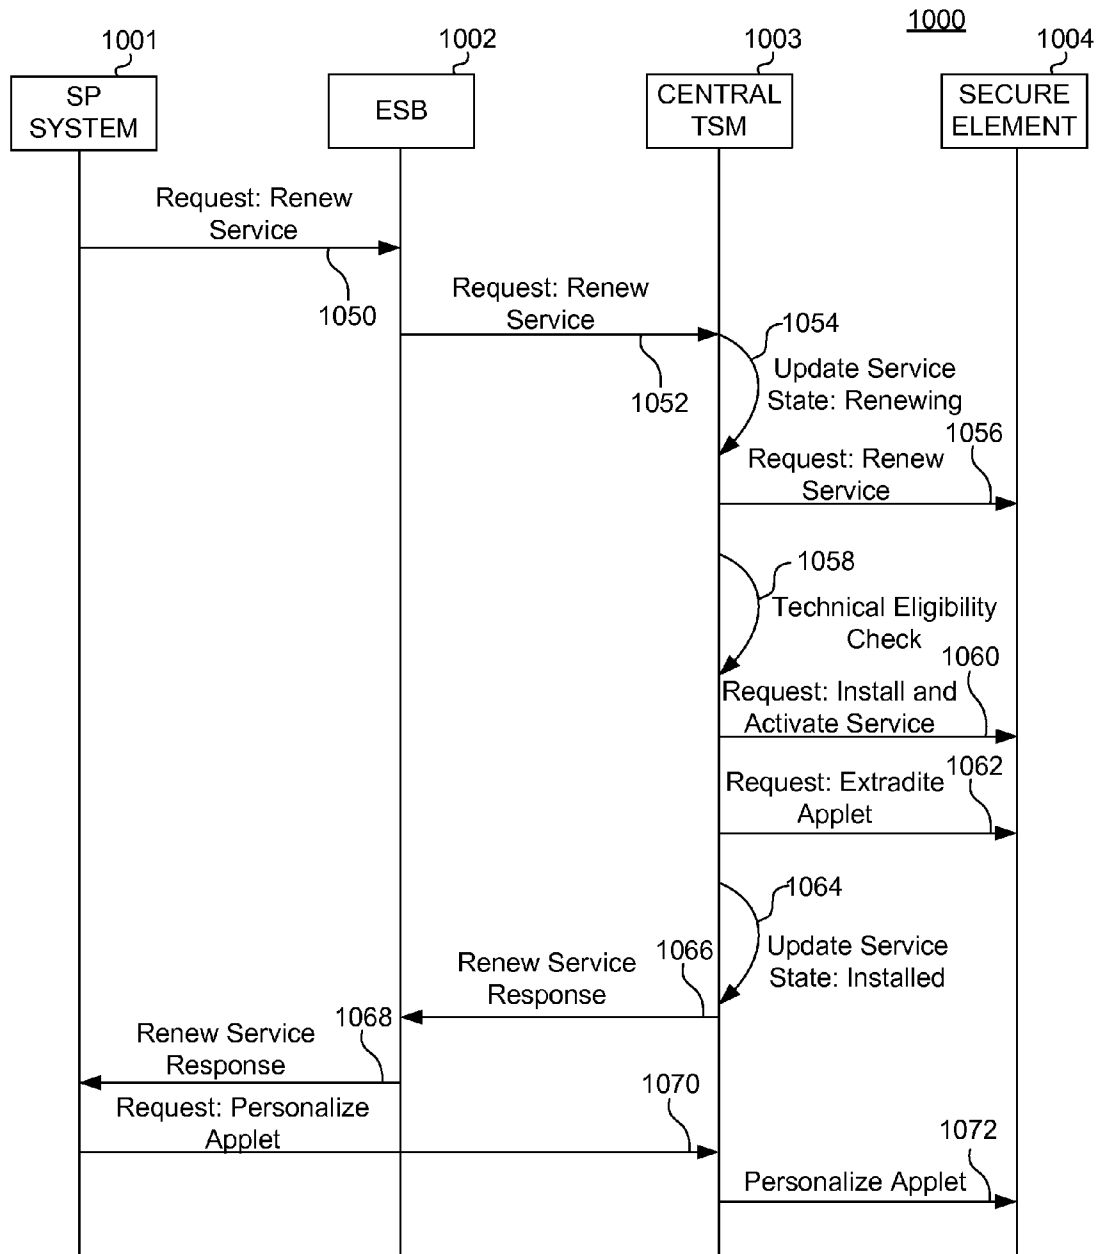 1000
1001
1002
1003
1004
SP
SYSTEM
ESB
CENTRAL
TSM
SECURE
ELEMENT
Request: Renew
Service
1050
Request: Renew
Service
1052
1054
Update Service
State: Renewing
1056
Request: Renew
Service
1058
Technical Eligibility
Check
1060
Request: Install and
Activate Service
1062
Request: Extradite
Applet
1064
Update Service
State: Installed
1066
Renew Service
Response
1068
Renew Service
Response
1070
Request: Personalize
Applet
1072
Personalize Applet